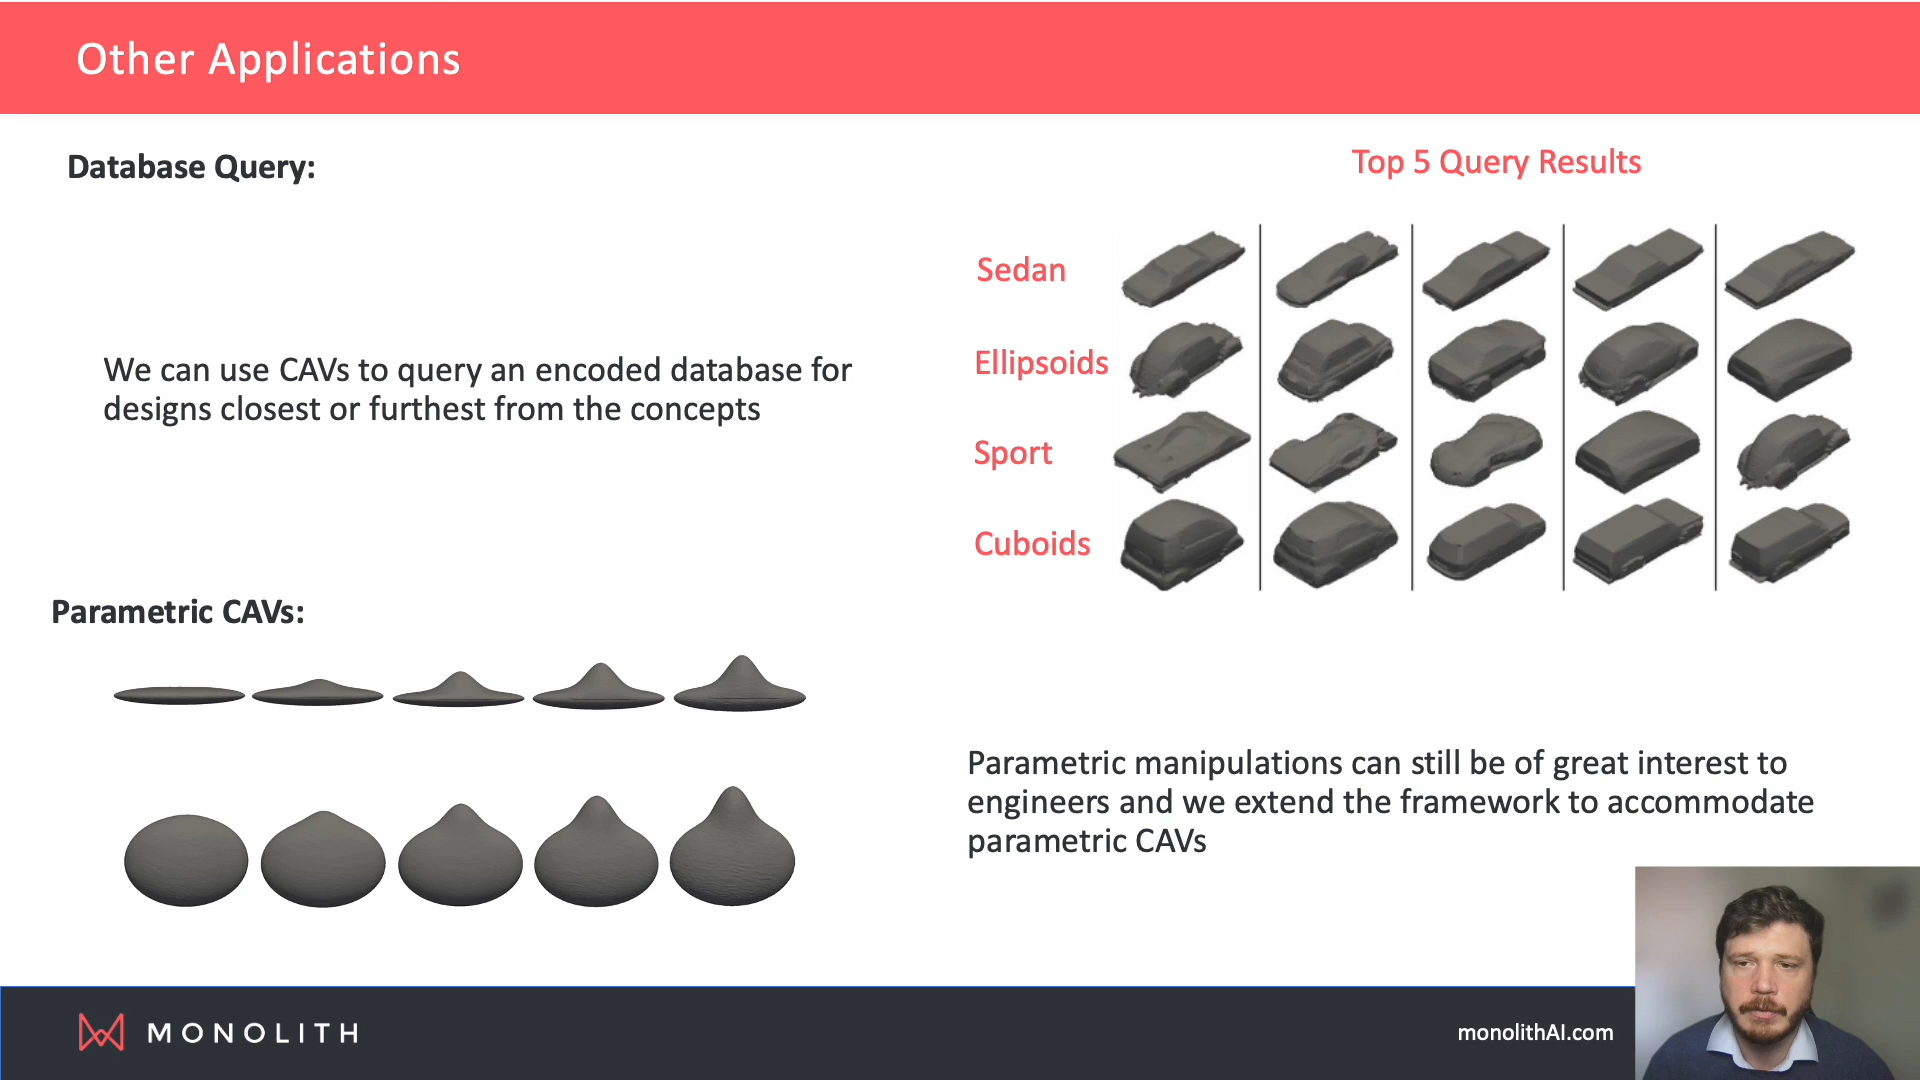 Other Applications
Database Query:
We can use CAVs to query an encoded database for
designs closest or furthest from the concepts
Top 5 Query Results
Sedan
Ellipsoids
Sport
Cuboids
Parametric CAVs:
Parametric manipulations can still be of great interest to
engineers and we extend the framework to accommodate
parametric CAVs
MONOLITH
monolithAI.com